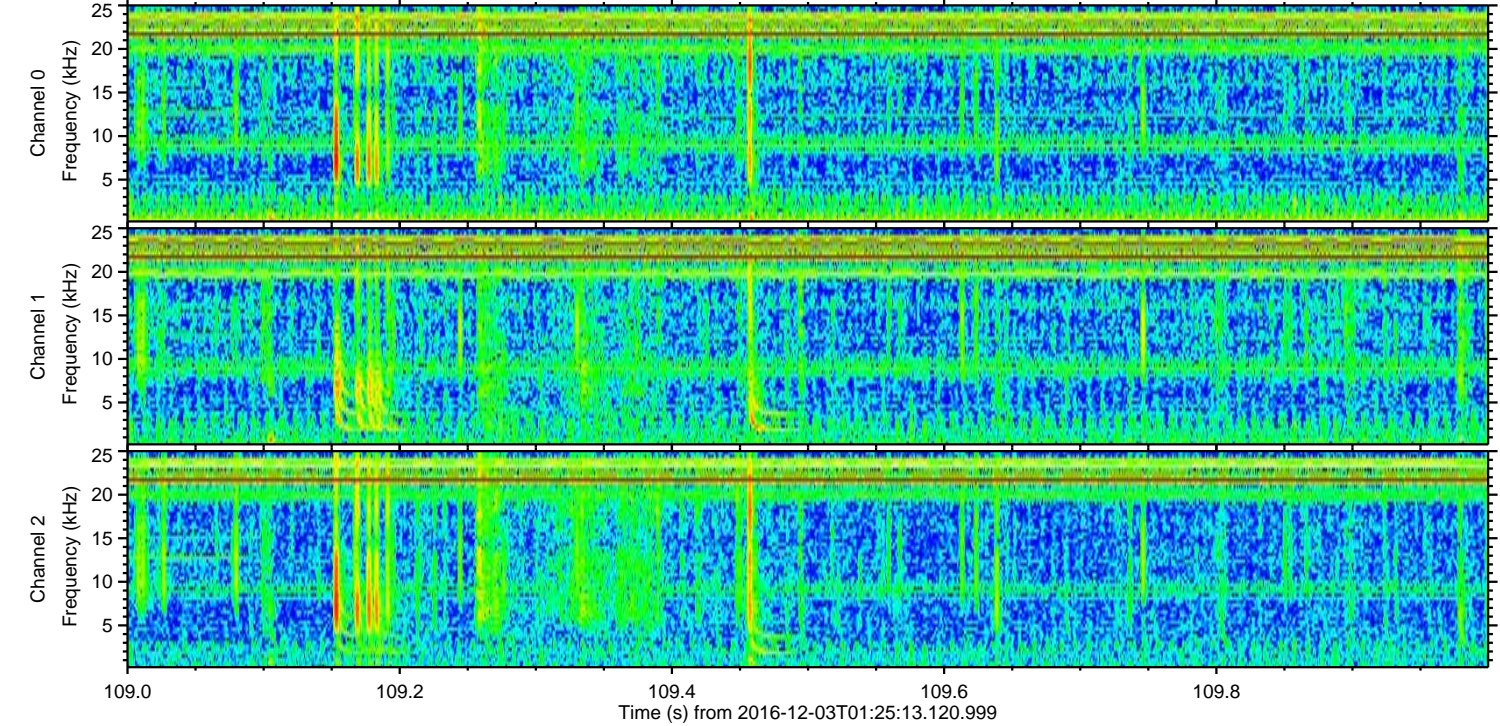 25
20
15
10
5
Channel 0
Frequency (kHz)
25
20
15
10
5
Channel 1
Frequency (kHz)
25
20
15
10
5
Channel 2
Frequency (kHz)
109.0 109.2 109.4 109.6 109.8
Time (s) from 2016-12-03T01:25:13.120.999